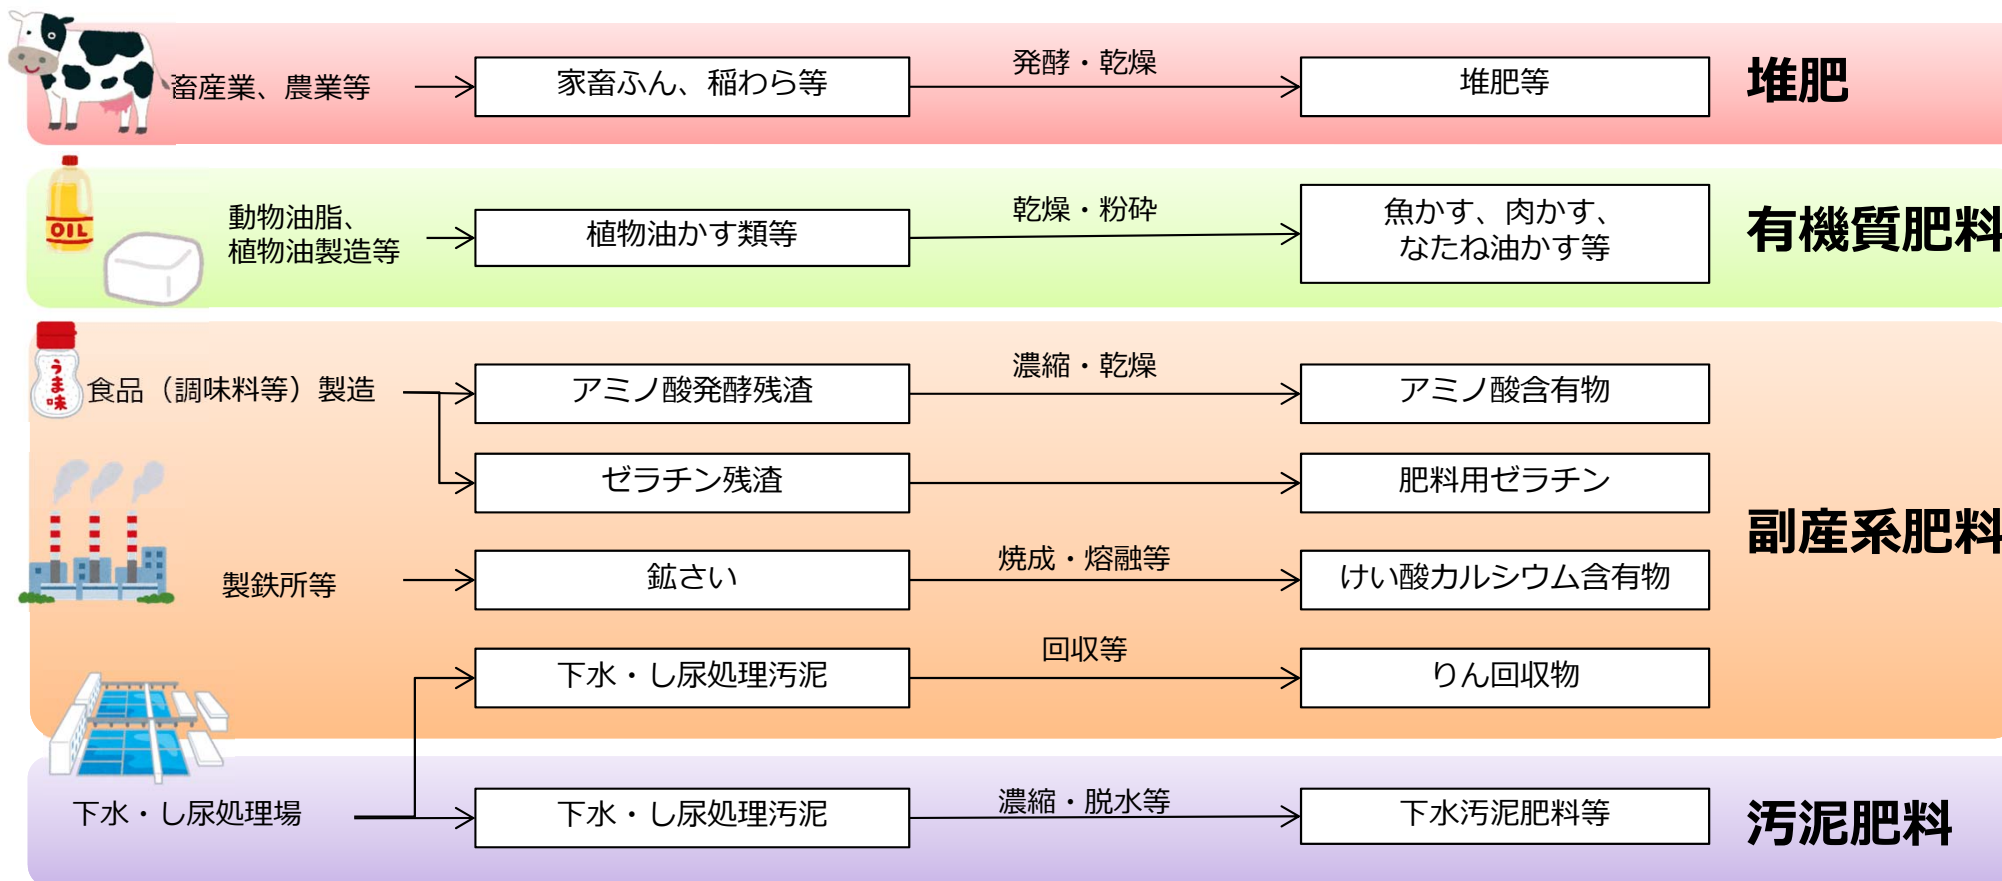 畜産業、農業等
家畜ふん、稲わら等
発酵・乾燥
堆肥等
堆肥
OIL
動物油脂、
植物油製造等
植物油かす類等
乾燥・粉砕
魚かす、肉かす、
なたね油かす等
有機質肥料
うま味
食品（調味料等）製造
アミノ酸発酵残渣
濃縮・乾燥
アミノ酸含有物
ゼラチン残渣
肥料用ゼラチン
副産系肥料
製鉄所等
鉱さい
焼成・熔融等
けい酸カルシウム含有物
下水・し尿処理汚泥
回収等
りん回収物
下水・し尿処理場
下水・し尿処理汚泥
濃縮・脱水等
下水汚泥肥料等
汚泥肥料